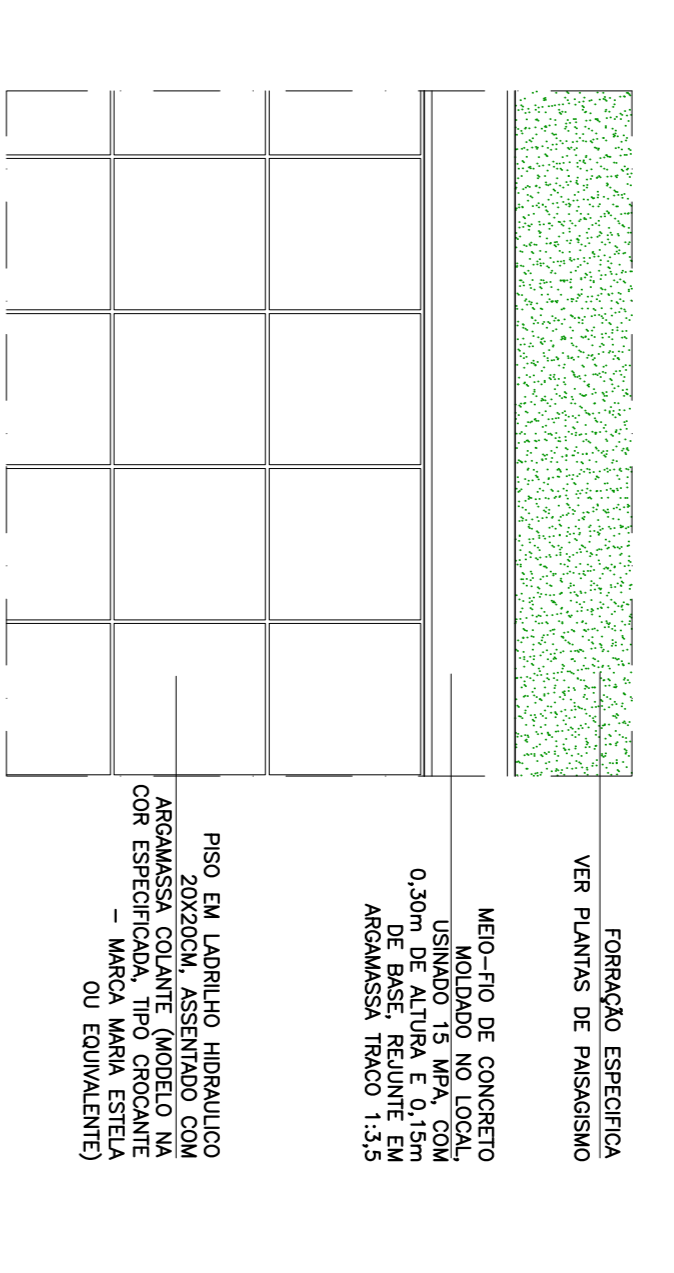 FORRAÇÃO ESPECIFICA
VER PLANTAS DE PAISAGISMO
MEIO-FIO DE CONCRETO
MOLDADO NO LOCAL,
USINADO 15 MPA, COM
0,30m DE ALTURA E 0,15m
DE BASE, REJUNTE EM
ARGAMASSA TRACO 1:3,5
PISO EM LADRILHO HIDRAULICO
20X20CM, ASSENTADO COM
ARGAMASSA COLANTE (MODELO NA
COR ESPECIFICADA, TIPO CROCANTE
- MARCA MARIA ESTELA
OU EQUIVALENTE)